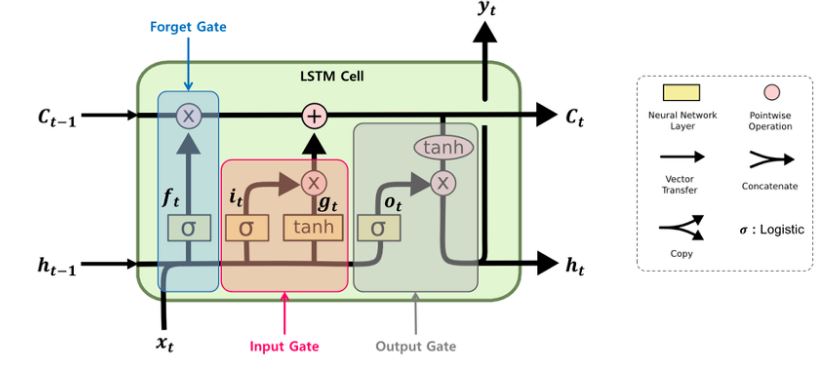 y_t
Forget Gate
LSTM Cell
C_{t-1}
X
+
C_t
tanh
f_t
i_t
X
g_t
o_t
X
σ
σ
tanh
σ
h_{t-1}
h_t
x_t
Input Gate
Output Gate
Neural Network
Layer
Pointwise
Operation
Vector
Transfer
Concatenate
Copy
σ : Logistic